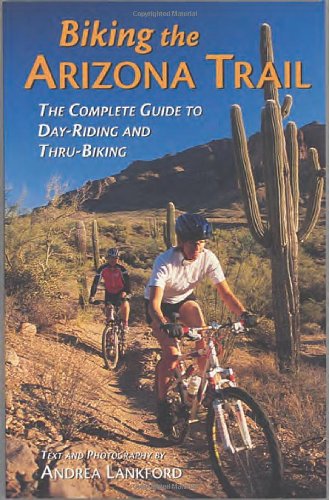 Biking the
ARIZONA TRAIL
THE COMPLETE GUIDE TO
DAY-RIDING AND
THRU-BIKING
TEXT AND PHOTOGRAPHY BY
ANDREA LANKFORD